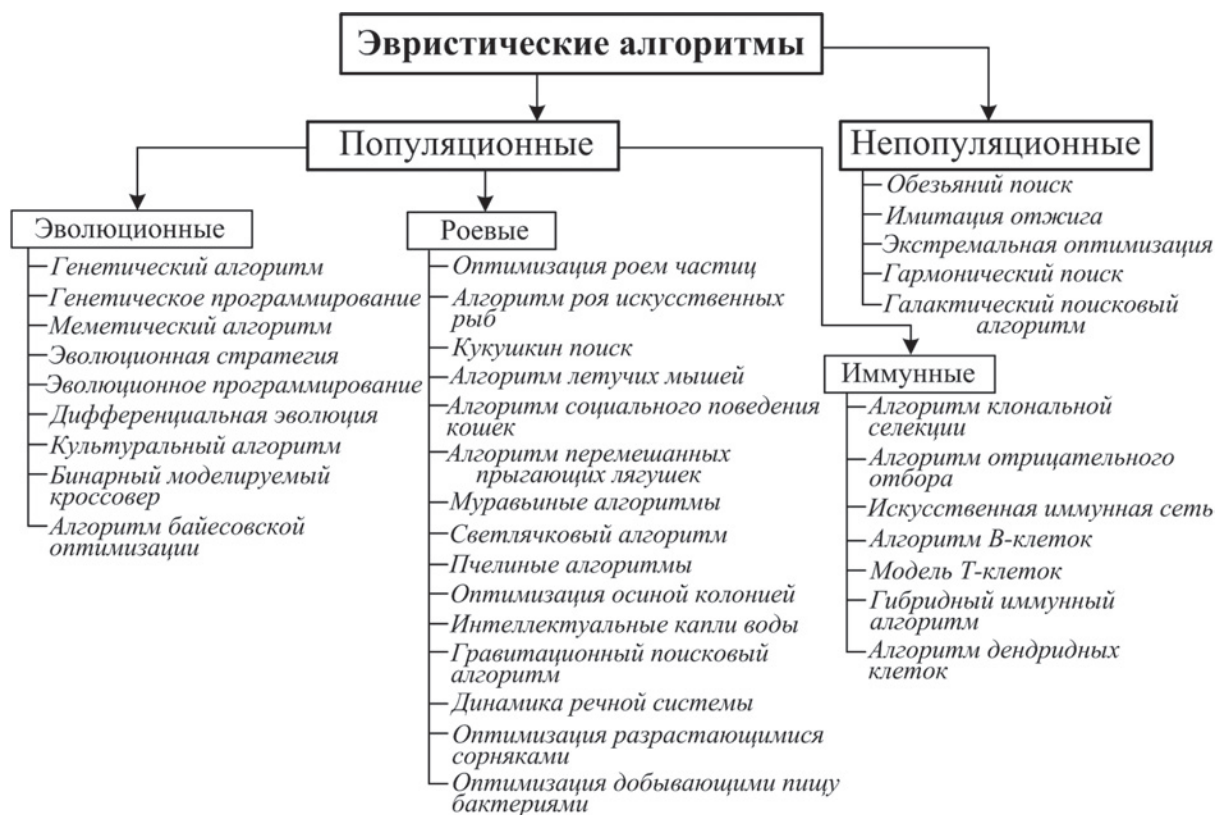 Эвристические алгоритмы
Популяционные
Непопуляционные
Обезьяний поиск
Имитация отжига
Экстремальная оптимизация
Гармонический поиск
Галактический поисковый
алгоритм
Эволюционные
Генетический алгоритм
Генетическое программирование
Меметический алгоритм
Эволюционная стратегия
Эволюционное программирование
Дифференциальная эволюция
Культуральный алгоритм
Бинарный моделируемый
кроссовер
Алгоритм байесовской
оптимизации
Роевые
Оптимизация роем частиц
Алгоритм роя искусственных
рыб
Кукушкин поиск
Алгоритм летучих мышей
Алгоритм социального поведения
кошек
Алгоритм перемешанных
прыгающих лягушек
Муравьиные алгоритмы
Светлячковый алгоритм
Пчелиные алгоритмы
Оптимизация осиной колонией
Интеллектуальные капли воды
Гравитационный поисковый
алгоритм
Динамика речной системы
Оптимизация разрастающимися
сорняками
Оптимизация добывающими пищу
бактериями
Иммунные
Алгоритм клональной
селекции
Алгоритм отрицательного
отбора
Искусственная иммунная сеть
Алгоритм В-клеток
Модель Т-клеток
Гибридный иммунный
алгоритм
Алгоритм дендридных
клеток